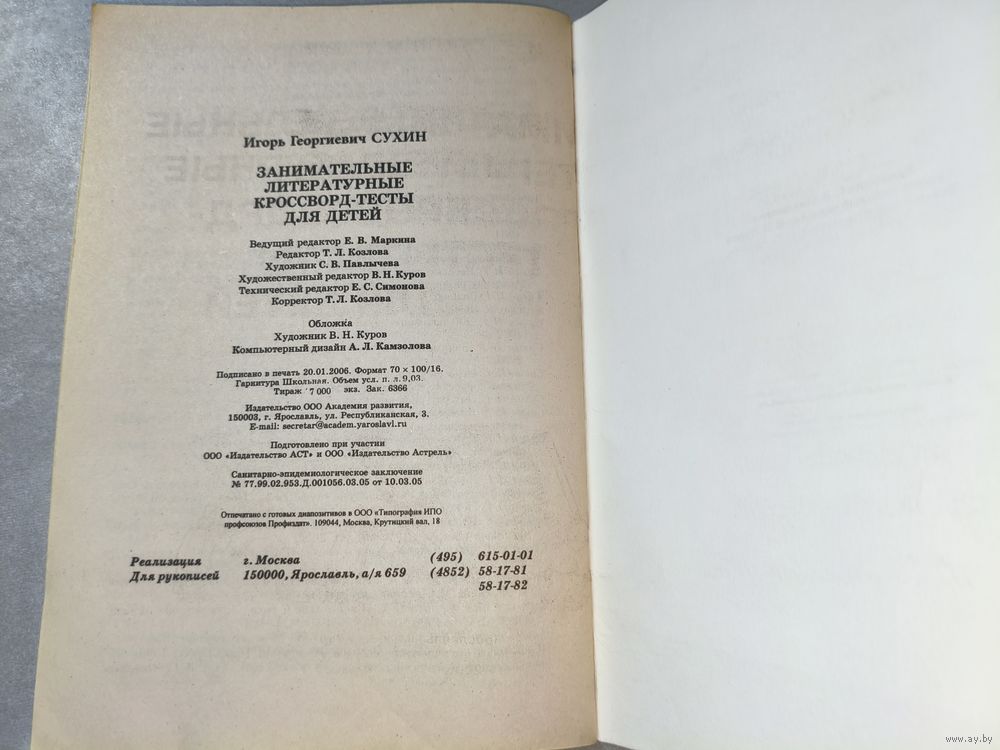 Игорь Георгиевич СУХИН
ЗАНИМАТЕЛЬНЫЕ
ЛИТЕРАТУРНЫЕ
КРОССВОРД-ТЕСТЫ
ДЛЯ ДЕТЕЙ
Ведущий редактор Е. В. Маркина
Редактор Т. Л. Козлова
Художник С. В. Павлычева
Художественный редактор В. Н. Куров
Технический редактор Е. С. Симонова
Корректор Т. Л. Козлова
Обложка
Художник В. Н. Куров
Компьютерный дизайн А. Л. Камзолова
Подписано в печать 20.01.2006. Формат 70 х 100/16.
Гарнитура Школьная. Объем усл. п. л. 9,03.
Тираж 7 000 экз. Зак. 6366
Издательство ООО Академия развития,
150003, г. Ярославль, ул. Республиканская, 3.
E-mail: secretar@academ.yaroslavl.ru
Подготовлено при участии
ООО «Издательство АСТ» и ООО «Издательство Астрель»
Санитарно-эпидемиологическое заключение
№ 77.99.02.953.Д.001056.03.05 от 10.03.05
Отпечатано с готовых диапозитивов в ООО «Типография ИПО
профсоюзов Профиздат». 109044, Москва, Крутицкий вал, 18
Реализация г. Москва (495) 615-01-01
Для рукописей 150000, Ярославль, а/я 659 (4852) 58-17-81
58-17-82
www.ay.by